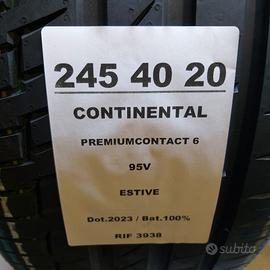 245 40 20
CONTINENTAL
PREMIUMCONTACT 6
95V
ESTIVE
Dot.2023 / Bat.100%
RIF 3938
subito